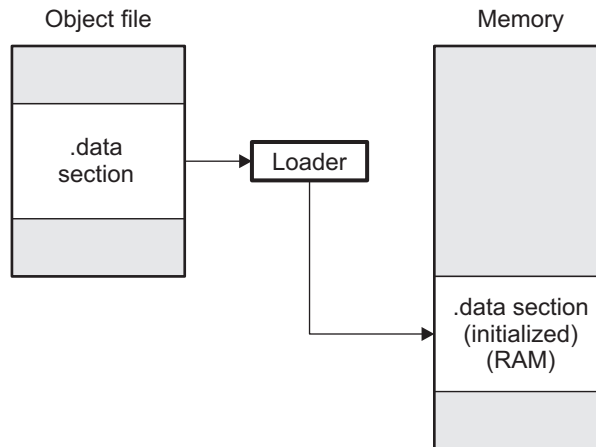 Object file
Memory
.data
section
Loader
.data section
(initialized)
(RAM)